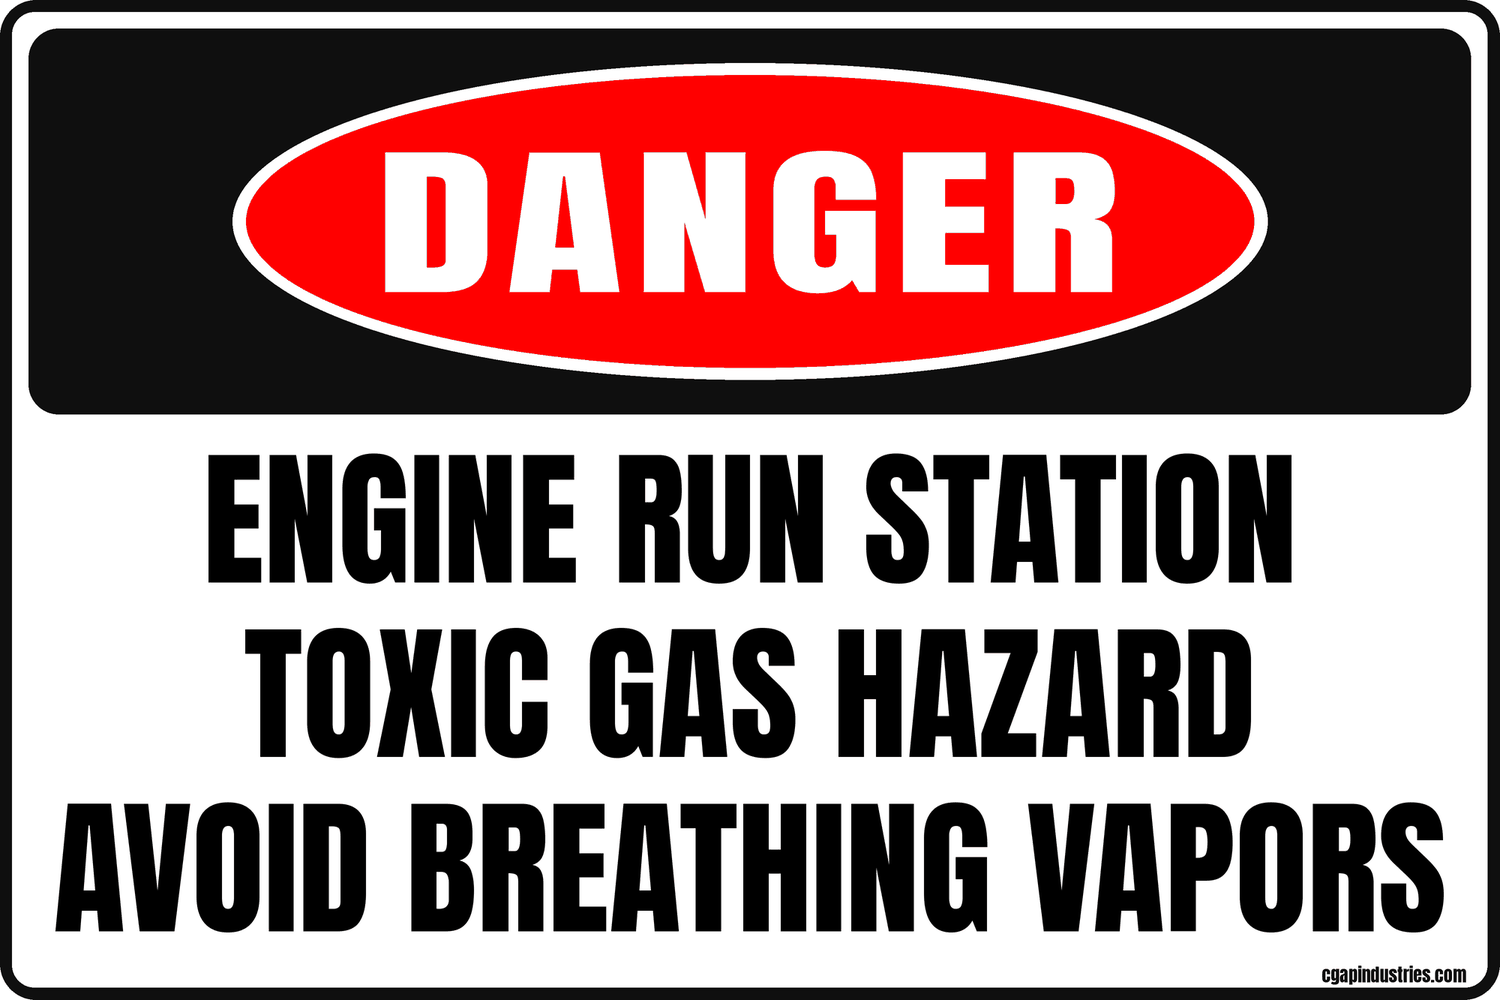 DANGER
ENGINE RUN STATION
TOXIC GAS HAZARD
AVOID BREATHING VAPORS
cgapindustries.com